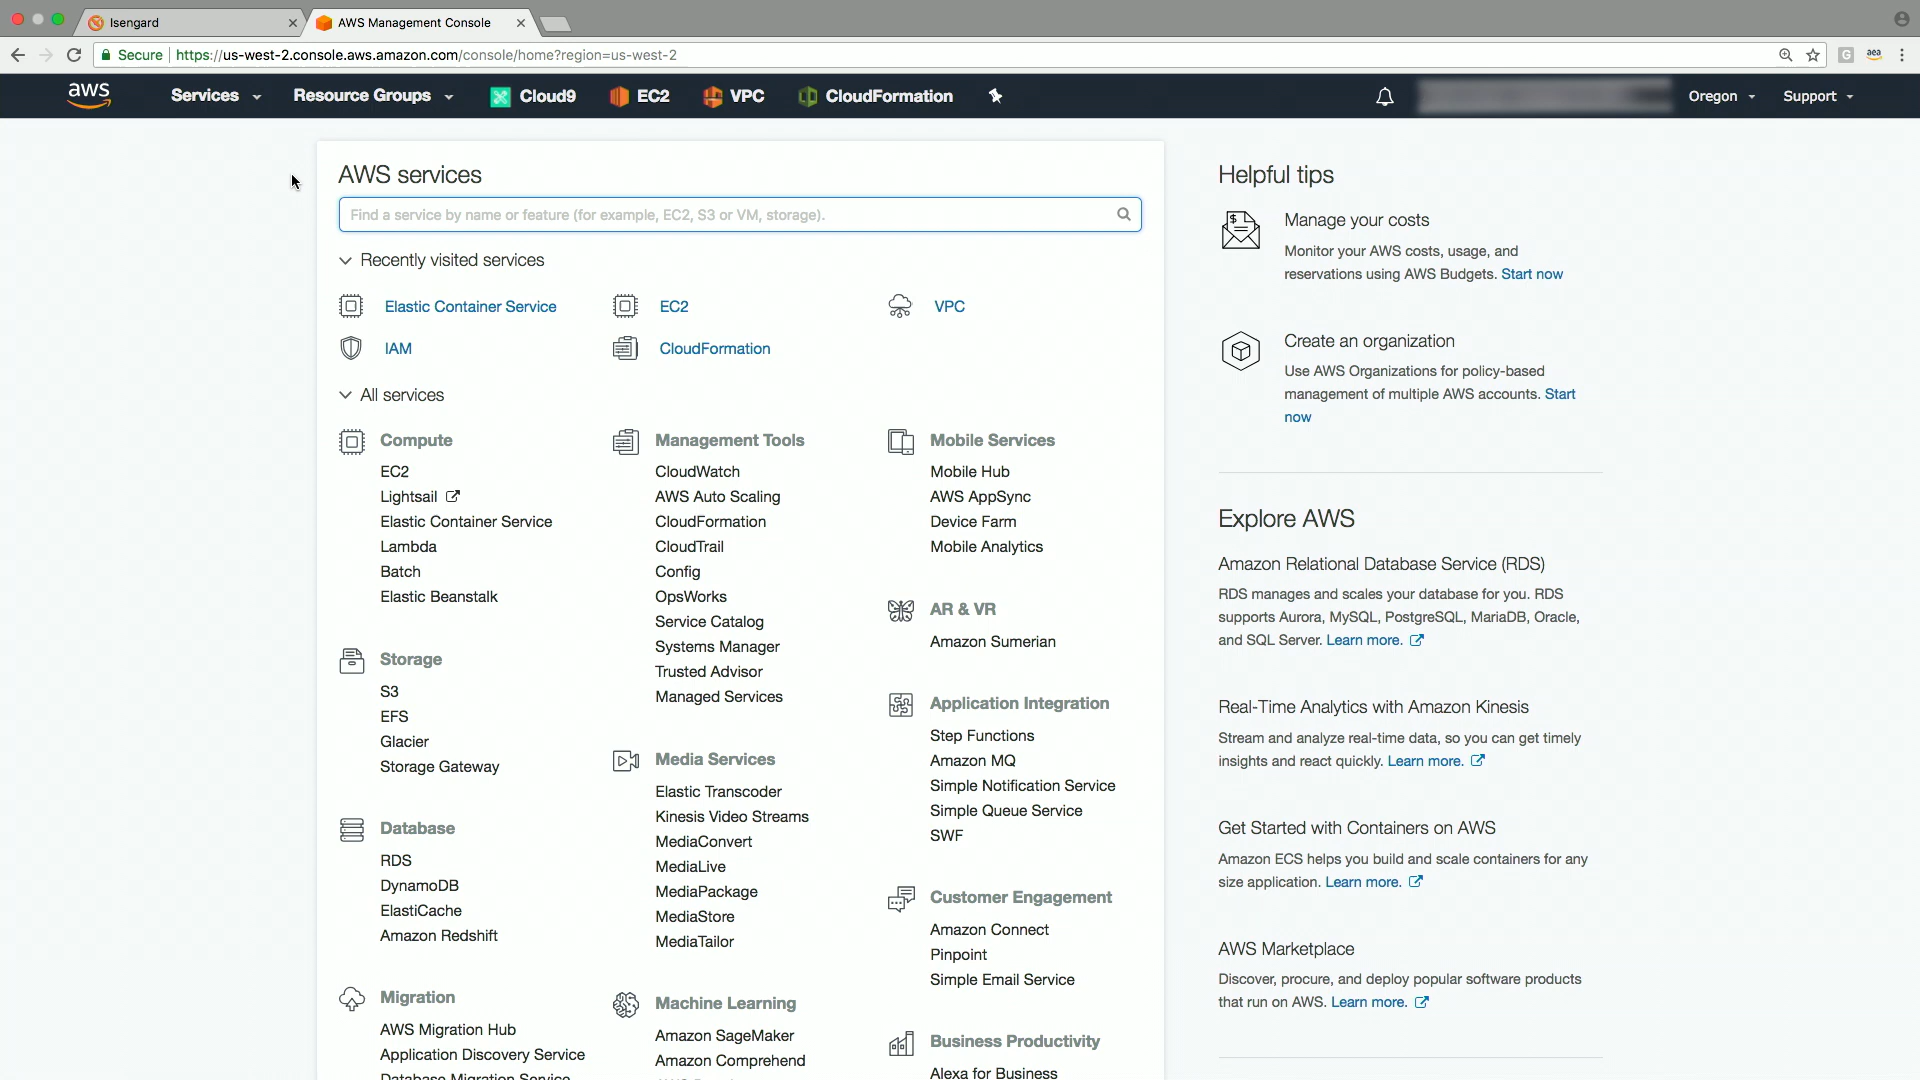 Isengard
AWS Management Console
Secure
https://us-west-2.console.aws.amazon.com/console/home?region=us-west-2
G
aea
aws
Services
Resource Groups
Cloud9
EC2
VPC
CloudFormation
Oregon
Support
AWS services
Find a service by name or feature (for example, EC2, S3 or VM, storage).
Recently visited services
Elastic Container Service
EC2
VPC
IAM
CloudFormation
All services
Compute
EC2
Lightsail
Elastic Container Service
Lambda
Batch
Elastic Beanstalk
Storage
S3
EFS
Glacier
Storage Gateway
Database
RDS
DynamoDB
ElastiCache
Amazon Redshift
Migration
AWS Migration Hub
Application Discovery Service
Database Migration Service
Management Tools
CloudWatch
AWS Auto Scaling
CloudFormation
CloudTrail
Config
OpsWorks
Service Catalog
Systems Manager
Trusted Advisor
Managed Services
Media Services
Elastic Transcoder
Kinesis Video Streams
MediaConvert
MediaLive
MediaPackage
MediaStore
MediaTailor
Machine Learning
Amazon SageMaker
Amazon Comprehend
Mobile Services
Mobile Hub
AWS AppSync
Device Farm
Mobile Analytics
AR & VR
Amazon Sumerian
Application Integration
Step Functions
Amazon MQ
Simple Notification Service
Simple Queue Service
SWF
Customer Engagement
Amazon Connect
Pinpoint
Simple Email Service
Business Productivity
Alexa for Business
Helpful tips
Manage your costs
Monitor your AWS costs, usage, and
reservations using AWS Budgets. Start now
Create an organization
Use AWS Organizations for policy-based
management of multiple AWS accounts. Start
now
Explore AWS
Amazon Relational Database Service (RDS)
RDS manages and scales your database for you. RDS
supports Aurora, MySQL, PostgreSQL, MariaDB, Oracle,
and SQL Server. Learn more.
Real-Time Analytics with Amazon Kinesis
Stream and analyze real-time data, so you can get timely
insights and react quickly. Learn more.
Get Started with Containers on AWS
Amazon ECS helps you build and scale containers for any
size application. Learn more.
AWS Marketplace
Discover, procure, and deploy popular software products
that run on AWS. Learn more.